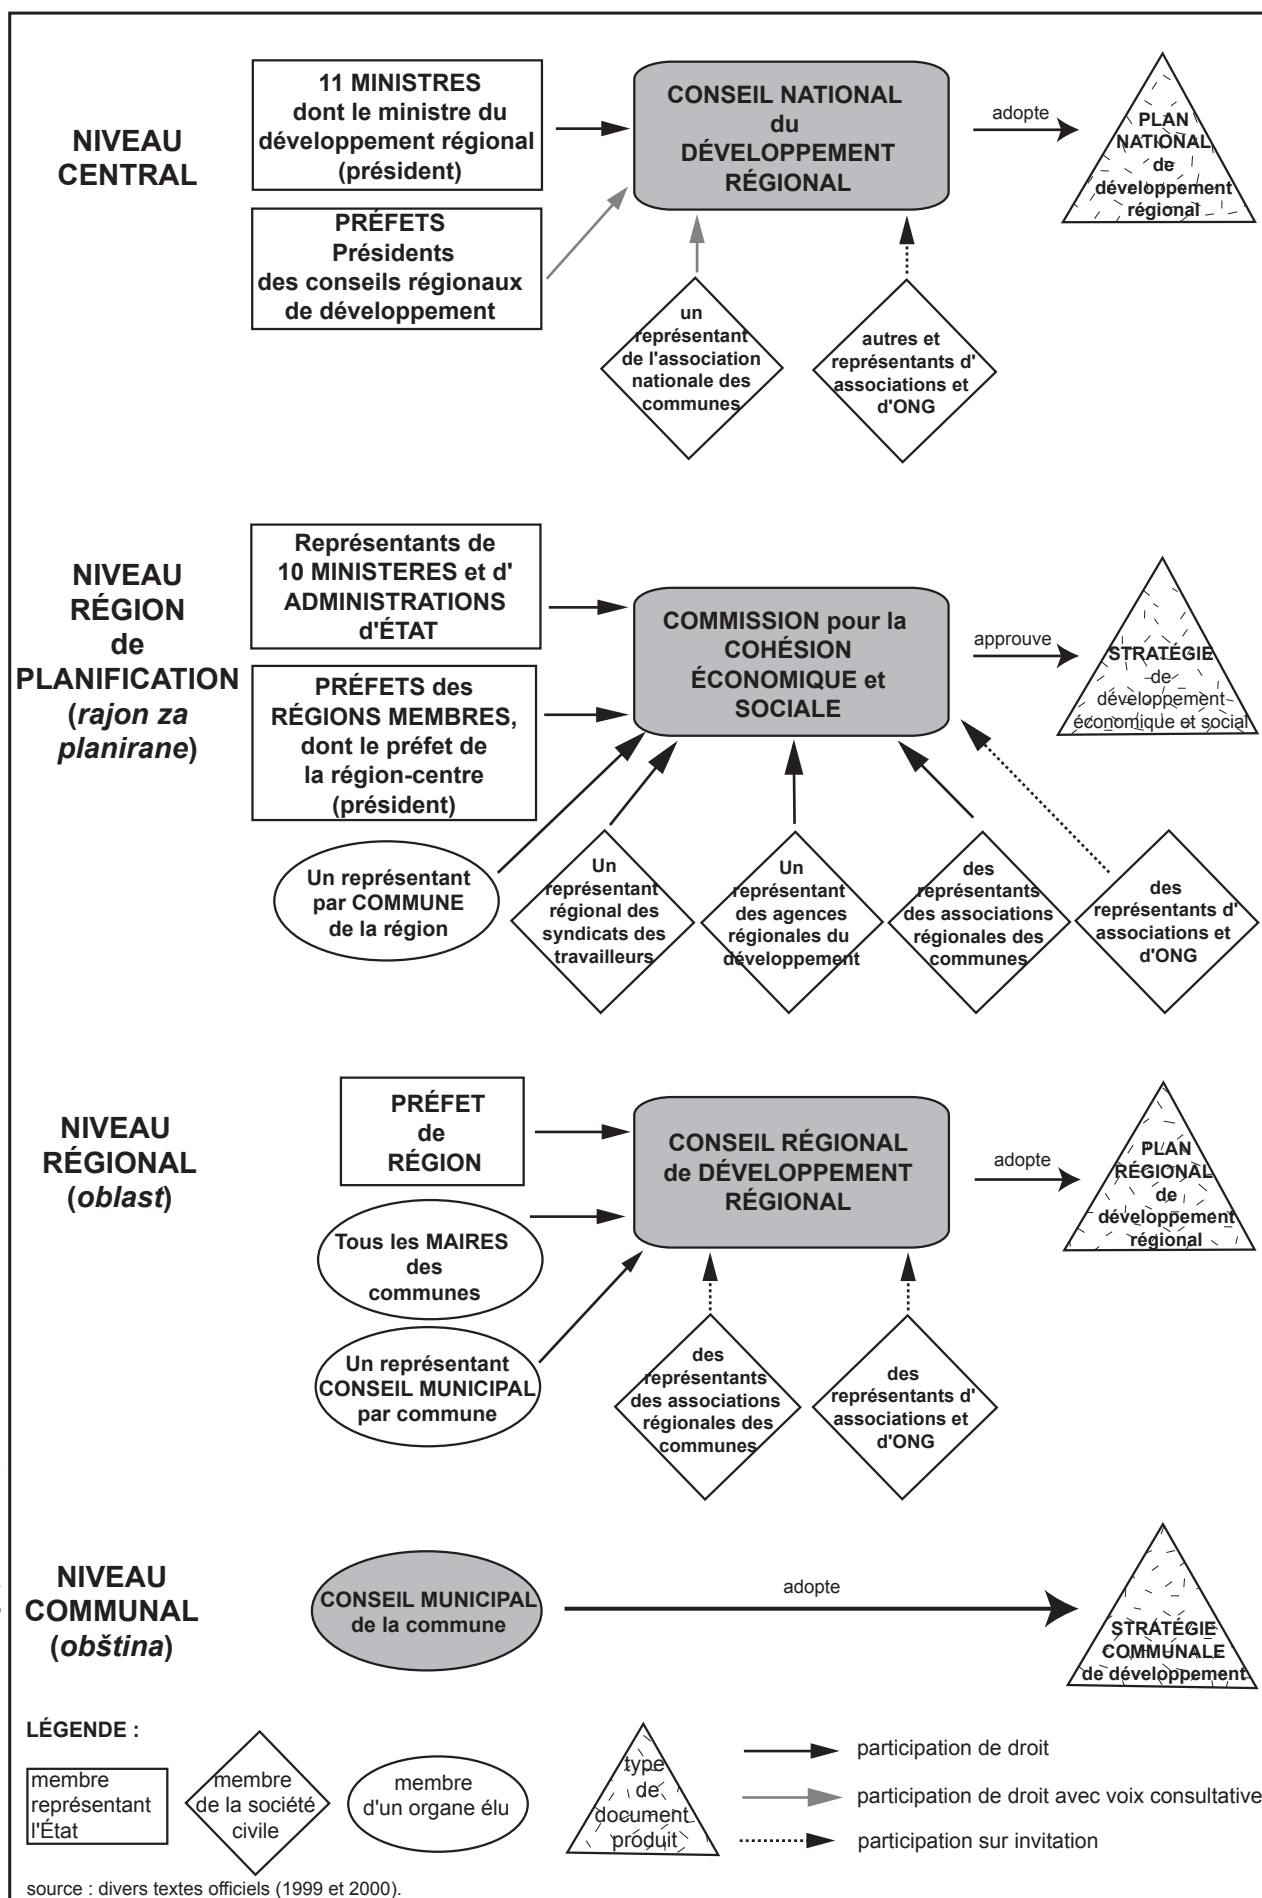 NIVEAU
CENTRAL
11 MINISTRES
dont le ministre du
développement régional
(président)
PRÉFETS
Présidents
des conseils régionaux
de développement
CONSEIL NATIONAL
du
DÉVELOPPEMENT
RÉGIONAL
adopte
PLAN
NATIONAL
de
développement
régional
un
représentant
de l'association
nationale des
communes
autres et
représentants d'
associations et
d'ONG
NIVEAU
RÉGION
de
PLANIFICATION
(rajon za
planirane)
Représentants de
10 MINISTERES et d'
ADMINISTRATIONS
d'ÉTAT
PRÉFETS des
RÉGIONS MEMBRES,
dont le préfet de
la région-centre
(président)
COMMISSION pour la
COHÉSION
ÉCONOMIQUE et
SOCIALE
approuve
STRATÉGIE
de
développement
économique et social
Un représentant
par COMMUNE
de la région
Un
représentant
régional des
syndicats des
travailleurs
Un
représentant
des agences
régionales du
développement
des
représentants
des associations
régionales des
communes
des
représentants d'
associations et
d'ONG
NIVEAU
RÉGIONAL
(oblast)
PRÉFET
de
RÉGION
Tous les MAIRES
des
communes
Un représentant
CONSEIL MUNICIPAL
par commune
CONSEIL RÉGIONAL
de DÉVELOPPEMENT
RÉGIONAL
adopte
PLAN
RÉGIONAL
de
développement
régional
des
représentants
des associations
régionales des
communes
des
représentants d'
associations et
d'ONG
NIVEAU
COMMUNAL
(obština)
CONSEIL MUNICIPAL
de la commune
adopte
STRATÉGIE
COMMUNALE
de développement
LÉGENDE :
membre
représentant
l'État
membre
de la société
civile
membre
d'un organe élu
type
de
document
produit
participation de droit
participation de droit avec voix consultative
participation sur invitation
source : divers textes officiels (1999 et 2000).